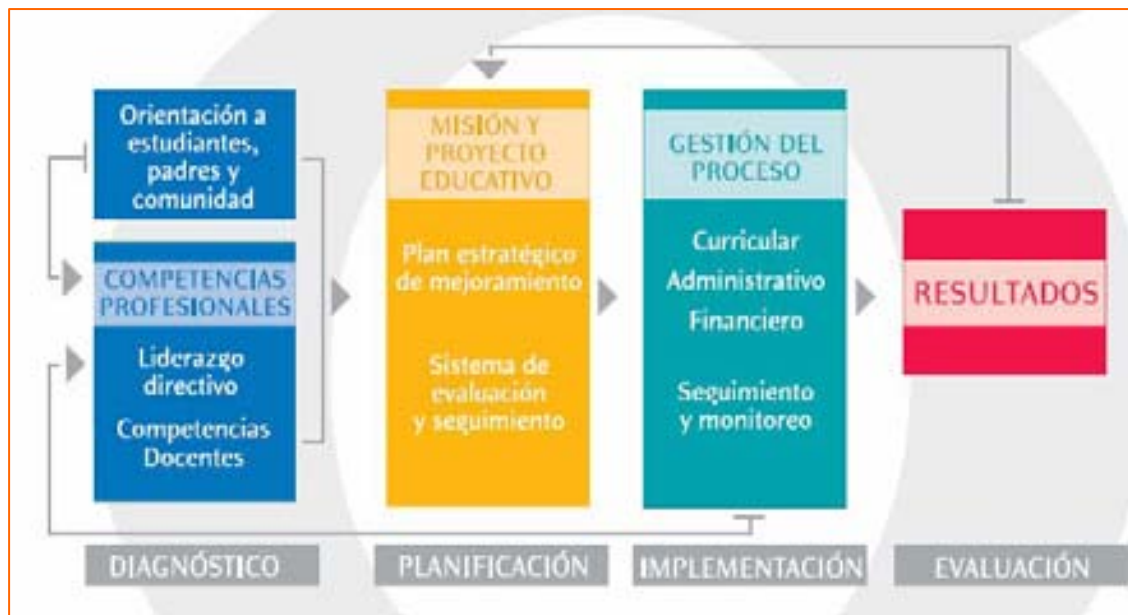 Orientación a
estudiantes,
padres y
comunidad
COMPETENCIAS
PROFESIONALES
Liderazgo
directivo
Competencias
Docentes
MISIÓN Y
PROYECTO
EDUCATIVO
Plan estratégico
de mejoramiento
Sistema de
evaluación
y seguimiento
GESTIÓN DEL
PROCESO
Curricular
Administrativo
Financiero
Seguimiento
y monitoreo
RESULTADOS
DIAGNÓSTICO
PLANIFICACIÓN
IMPLEMENTACIÓN
EVALUACIÓN